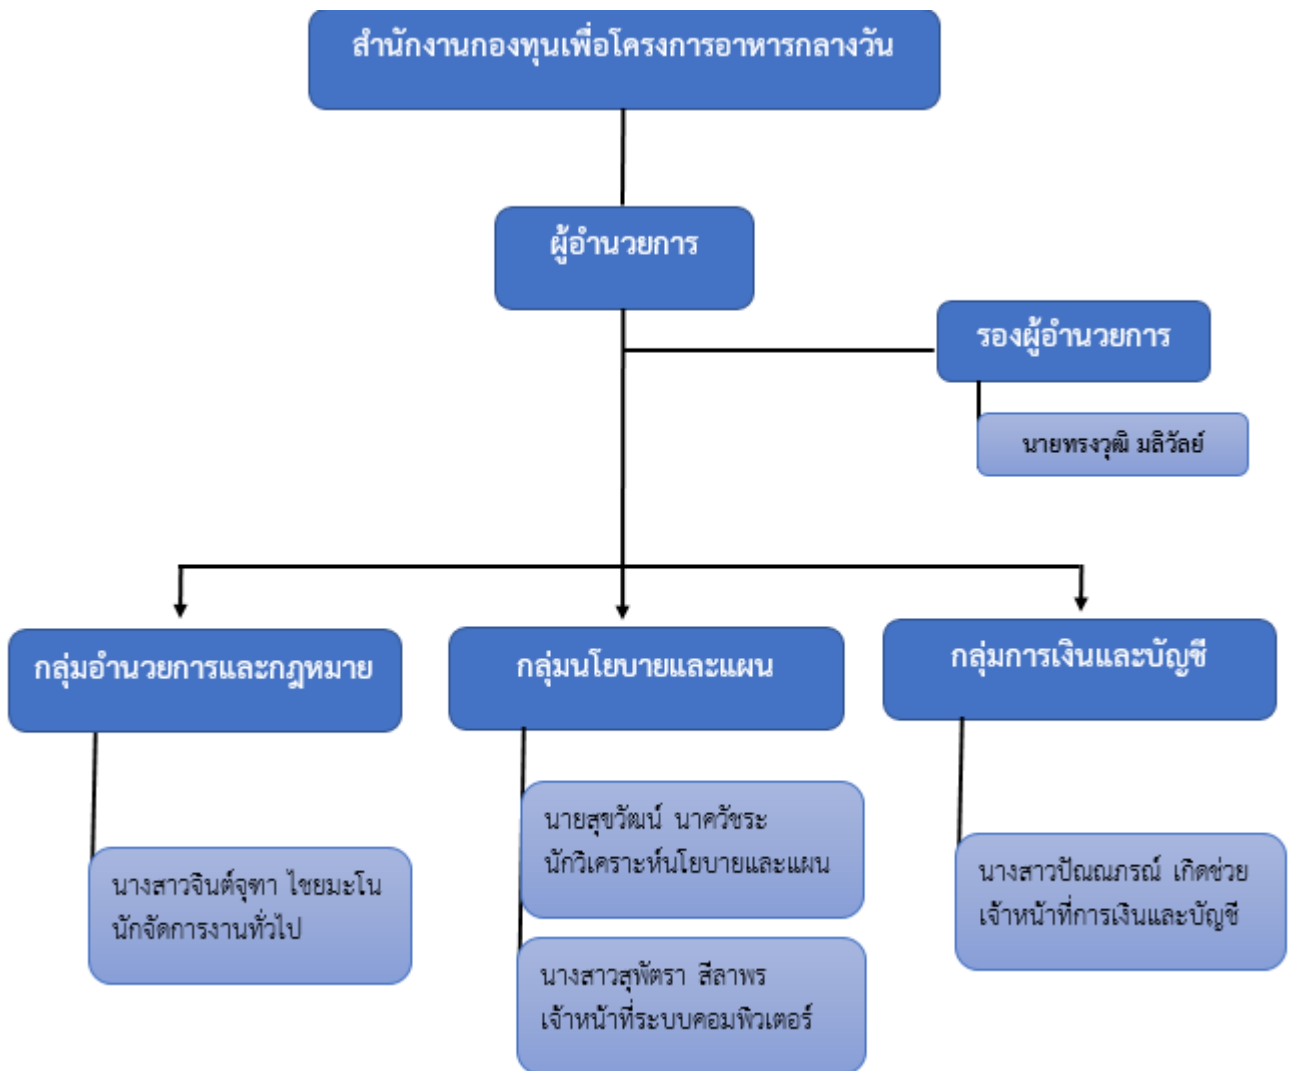 สำนักงานกองทุนเพื่อโครงการอาหารกลางวัน
ผู้อำนวยการ
รองผู้อำนวยการ
นายทรงวุฒิ มลิวัลย์
กลุ่มอำนวยการและกฎหมาย
นางสาวจินต์จุฑา ไชยมะโน
นักจัดการงานทั่วไป
กลุ่มนโยบายและแผน
นายสุขวัฒน์ นาควัชระ
นักวิเคราะห์นโยบายและแผน
นางสาวสุพัตรา สีลาพร
เจ้าหน้าที่ระบบคอมพิวเตอร์
กลุ่มการเงินและบัญชี
นางสาวปัณณภรณ์ เกิดช่วย
เจ้าหน้าที่การเงินและบัญชี